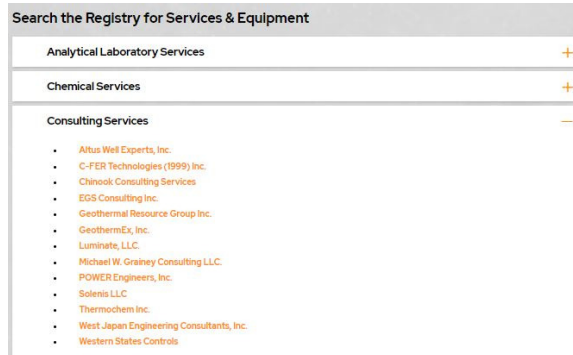 Search the Registry for Services & Equipment
Analytical Laboratory Services
Chemical Services
Consulting Services
Altus Well Experts, Inc.
C-FER Technologies (1999) Inc.
Chinook Consulting Services
EGS Consulting Inc.
Geothermal Resource Group Inc.
GeothermEx, Inc.
Luminate, LLC.
Michael W. Grainey Consulting LLC.
POWER Engineers, Inc.
Solenis LLC
Thermochem Inc.
West Japan Engineering Consultants, Inc.
Western States Controls